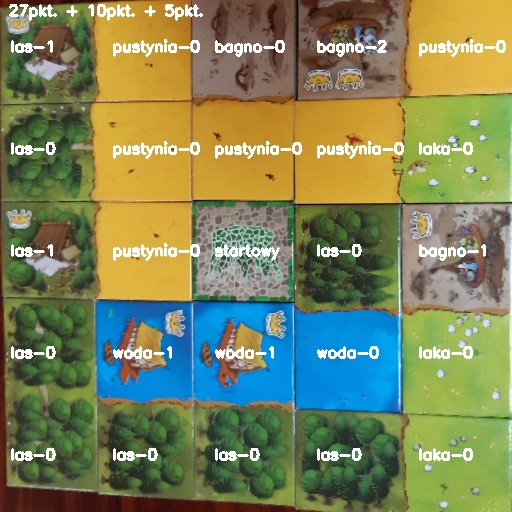 27pkt. + 10pkt. + 5pkt.
las-1 pustynia-0 bagno-0 bagno-2 pustynia-0
las-0 pustynia-0 pustynia-0 pustynia-0 laka-0
las-1 pustynia-0 startowy las-0 bagno-1
las-0 woda-1 woda-1 woda-0 laka-0
las-0 las-0 las-0 las-0 laka-0